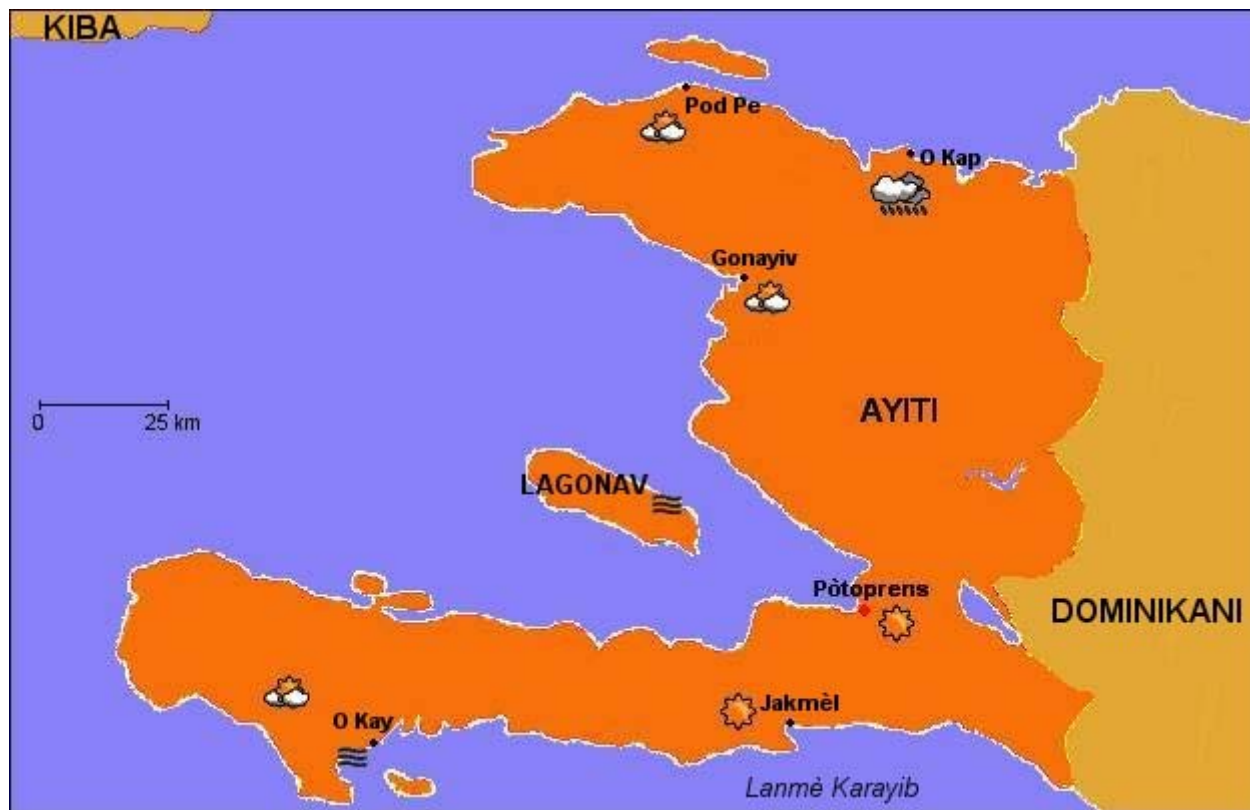 KIBA
Pod Pe
O Kap
Gonayiv
0 25 km
AYITI
LAGONAV
Pòtoprens
DOMINIKANI
Jakmèl
O Kay
Lanmè Karayib